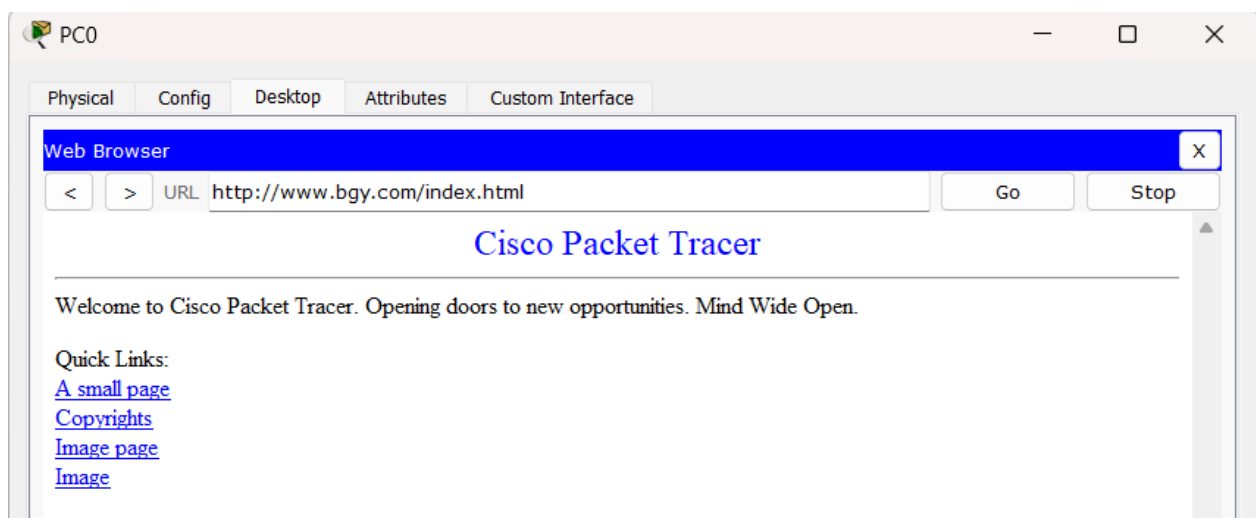 PC0
Physical Config Desktop Attributes Custom Interface
Web Browser X
< > URL http://www.bgy.com/index.html Go Stop
Cisco Packet Tracer
Welcome to Cisco Packet Tracer. Opening doors to new opportunities. Mind Wide Open.
Quick Links:
A small page
Copyrights
Image page
Image